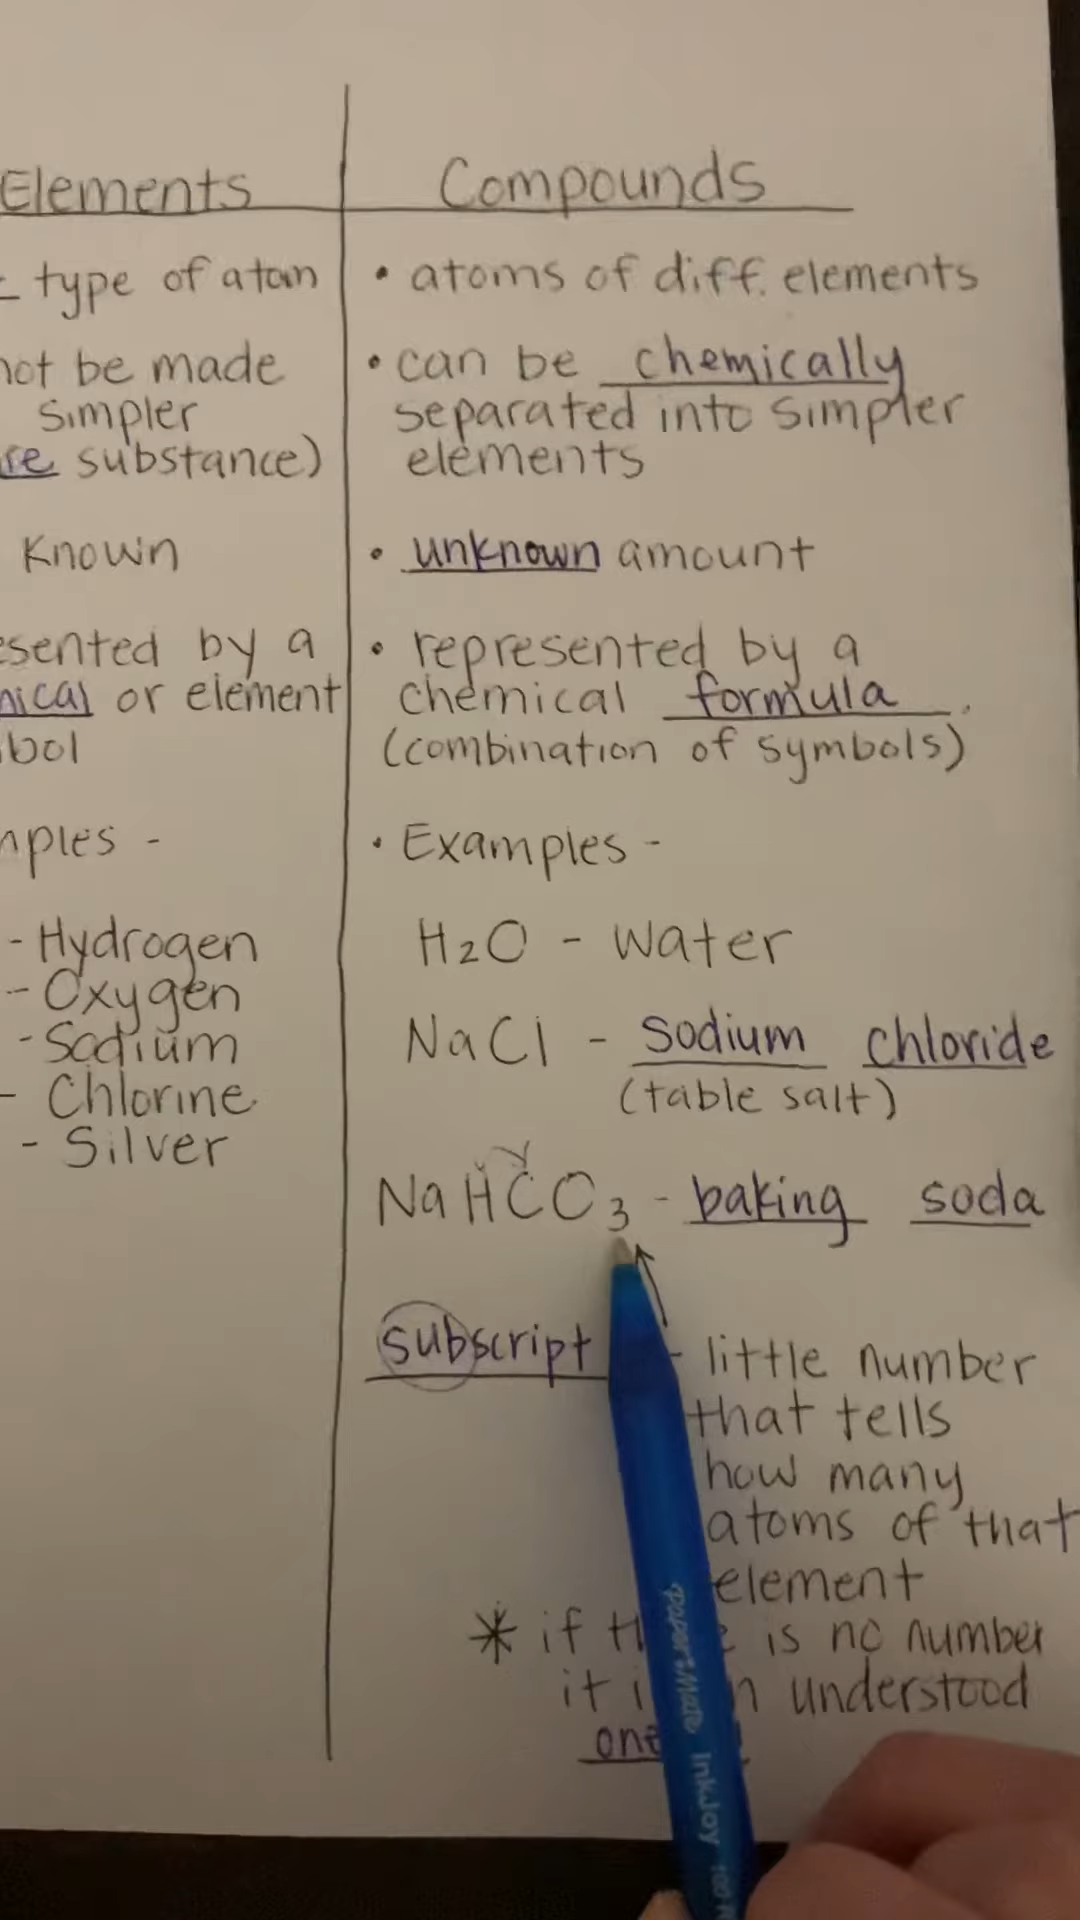 Elements
type of atom
not be made
simpler
re substance)
Known
esented by a
nical or element
bol
mples -
- Hydrogen
- Oxygen
- Sodium
- Chlorine
- Silver
Compounds
• atoms of diff. elements
• can be chemically
separated into simpler
elements
• unknown amount
• represented by a
chemical formula.
(combination of symbols)
• Examples -
H₂O - Water
NaCl - sodium chloride
(table salt)
NaHCO₃ - baking soda
subscript - little number
that tells
how many
atoms of that
element
* if is no number
it understood
one
PaperMate InkJoy 100